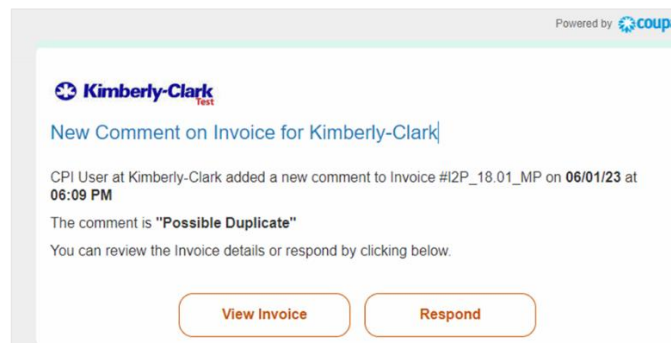 Powered by coupa
Kimberly-Clark
Test
New Comment on Invoice for Kimberly-Clark
CPI User at Kimberly-Clark added a new comment to Invoice #I2P_18.01_MP on 06/01/23 at
06:09 PM
The comment is "Possible Duplicate"
You can review the Invoice details or respond by clicking below.
View Invoice Respond